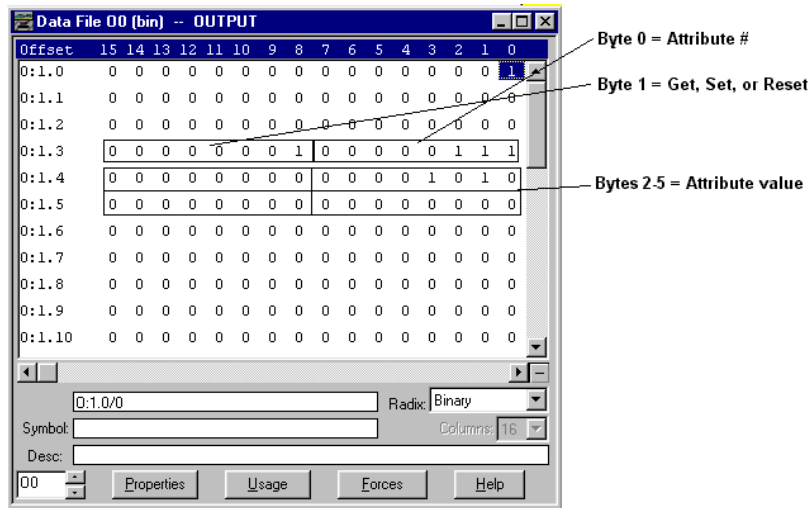 Data File O0 (bin) -- OUTPUT
Offset 15 14 13 12 11 10 9 8 7 6 5 4 3 2 1 0
O:1.0 0 0 0 0 0 0 0 0 0 0 0 0 0 0 0 1
O:1.1 0 0 0 0 0 0 0 0 0 0 0 0 0 0 0 0
O:1.2 0 0 0 0 0 0 0 0 0 0 0 0 0 0 0 0
O:1.3 0 0 0 0 0 0 0 1 0 0 0 0 0 1 1 1
O:1.4 0 0 0 0 0 0 0 0 0 0 0 0 1 0 1 0
O:1.5 0 0 0 0 0 0 0 0 0 0 0 0 0 0 0 0
O:1.6 0 0 0 0 0 0 0 0 0 0 0 0 0 0 0 0
O:1.7 0 0 0 0 0 0 0 0 0 0 0 0 0 0 0 0
O:1.8 0 0 0 0 0 0 0 0 0 0 0 0 0 0 0 0
O:1.9 0 0 0 0 0 0 0 0 0 0 0 0 0 0 0 0
O:1.10 0 0 0 0 0 0 0 0 0 0 0 0 0 0 0 0
O:1.0/0 Radix: Binary
Symbol: Columns: 16
Desc:
O0 Properties Usage Forces Help
Byte 0 = Attribute #
Byte 1 = Get, Set, or Reset
Bytes 2-5 = Attribute value